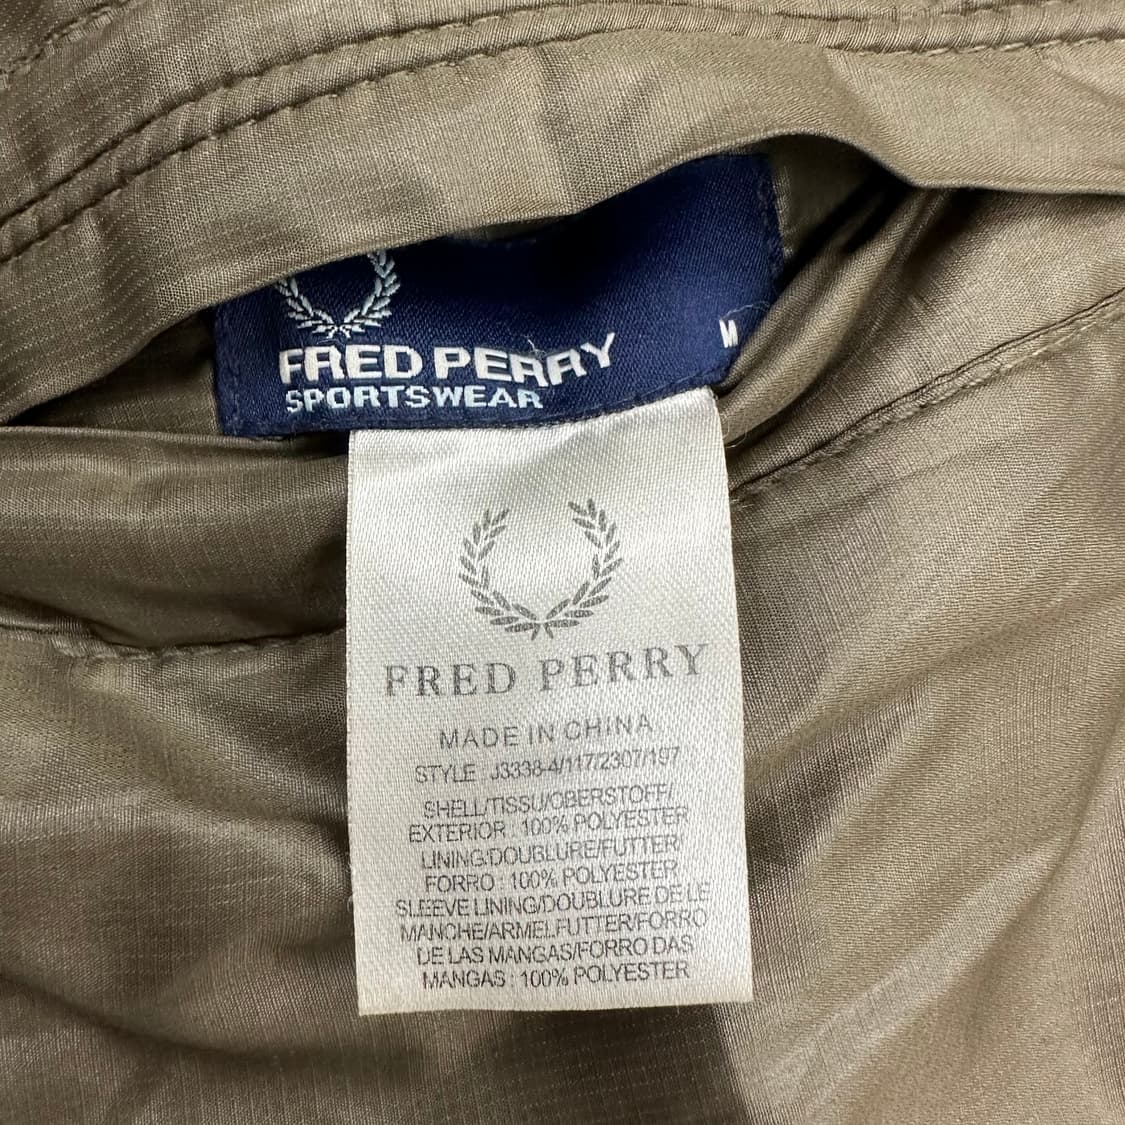 FRED PERRY
SPORTSWEAR
M
FRED PERRY
MADE IN CHINA
STYLE : J3338-4/117/2307/197
SHELL/TISSU/OBERSTOFF/
EXTERIOR : 100% POLYESTER
LINING/DOUBLURE/FUTTER/
FORRO : 100% POLYESTER
SLEEVE LINING/DOUBLURE DE LE
MANCHE/ARMELFUTTER/FORRO
DE LAS MANGAS/FORRO DAS
MANGAS : 100% POLYESTER